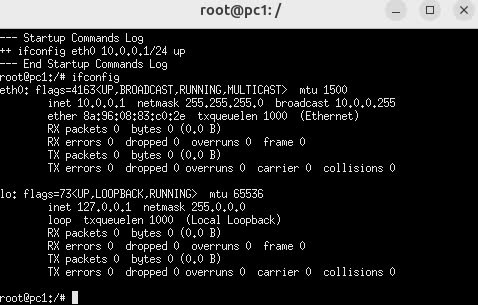 root@pc1: /
--- Startup Commands Log
++ ifconfig eth0 10.0.0.1/24 up
--- End Startup Commands Log
root@pc1:/# ifconfig
eth0: flags=4163<UP,BROADCAST,RUNNING,MULTICAST>  mtu 1500
        inet 10.0.0.1  netmask 255.255.255.0  broadcast 10.0.0.255
        ether 8a:96:08:83:c0:2e  txqueuelen 1000  (Ethernet)
        RX packets 0  bytes 0 (0.0 B)
        RX errors 0  dropped 0  overruns 0  frame 0
        TX packets 0  bytes 0 (0.0 B)
        TX errors 0  dropped 0 overruns 0  carrier 0  collisions 0
lo: flags=73<UP,LOOPBACK,RUNNING>  mtu 65536
        inet 127.0.0.1  netmask 255.0.0.0
        loop  txqueuelen 1000  (Local Loopback)
        RX packets 0  bytes 0 (0.0 B)
        RX errors 0  dropped 0  overruns 0  frame 0
        TX packets 0  bytes 0 (0.0 B)
        TX errors 0  dropped 0 overruns 0  carrier 0  collisions 0
root@pc1:/#